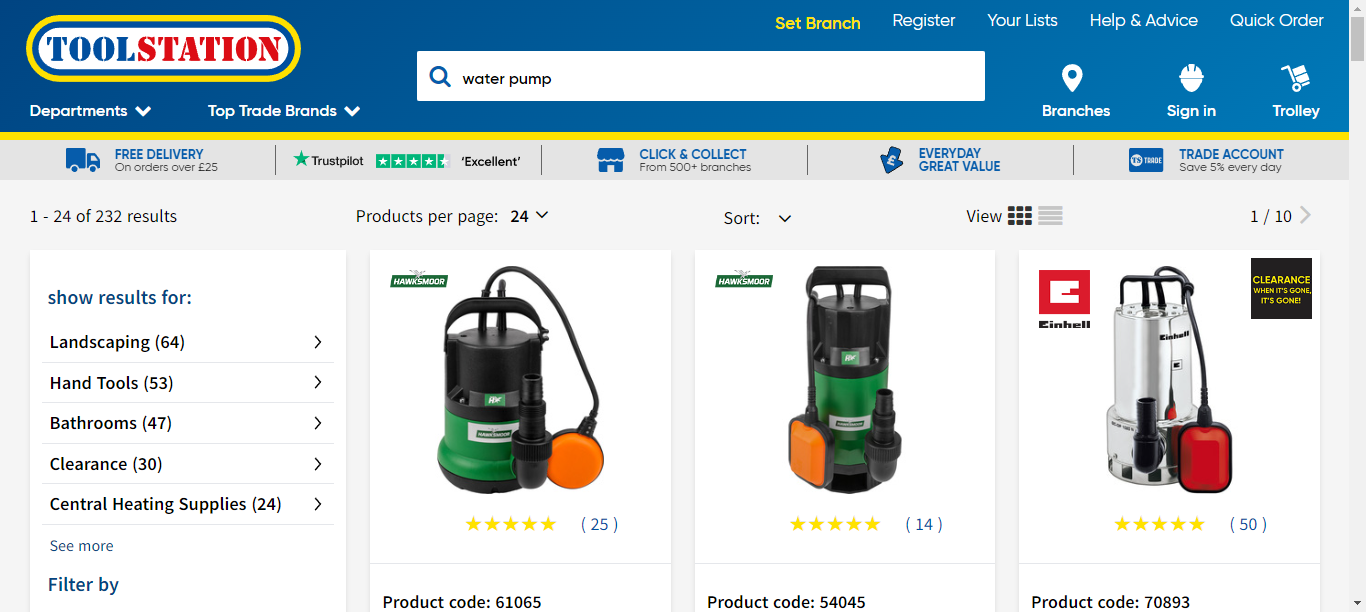 Set Branch
Register
Your Lists
Help & Advice
Quick Order
TOOLSTATION
water pump
Departments
Top Trade Brands
Branches
Sign in
Trolley
FREE DELIVERY
On orders over £25
Trustpilot
'Excellent'
CLICK & COLLECT
From 500+ branches
£
EVERYDAY
GREAT VALUE
TS TRADE
TRADE ACCOUNT
Save 5% every day
1 - 24 of 232 results
Products per page: 24
Sort:
View
1 / 10
show results for:
Landscaping (64)
Hand Tools (53)
Bathrooms (47)
Clearance (30)
Central Heating Supplies (24)
See more
Filter by
HAWKSMOOR
HAWKSMOOR
( 25 )
Product code: 61065
HAWKSMOOR
( 14 )
Product code: 54045
Einhell
CLEARANCE
WHEN IT'S GONE,
IT'S GONE!
Einhell
( 50 )
Product code: 70893